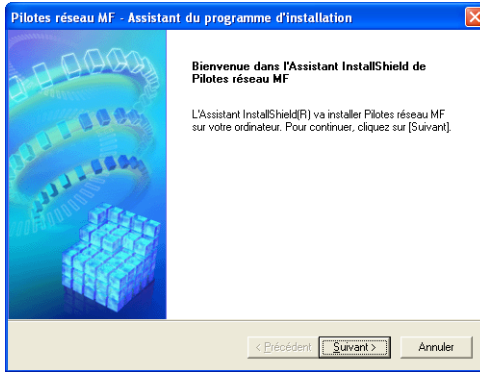 Pilotes réseau MF - Assistant du programme d'installation
Bienvenue dans l'Assistant InstallShield de
Pilotes réseau MF
L'Assistant InstallShield(R) va installer Pilotes réseau MF
sur votre ordinateur. Pour continuer, cliquez sur [Suivant].
< Précédent Suivant > Annuler